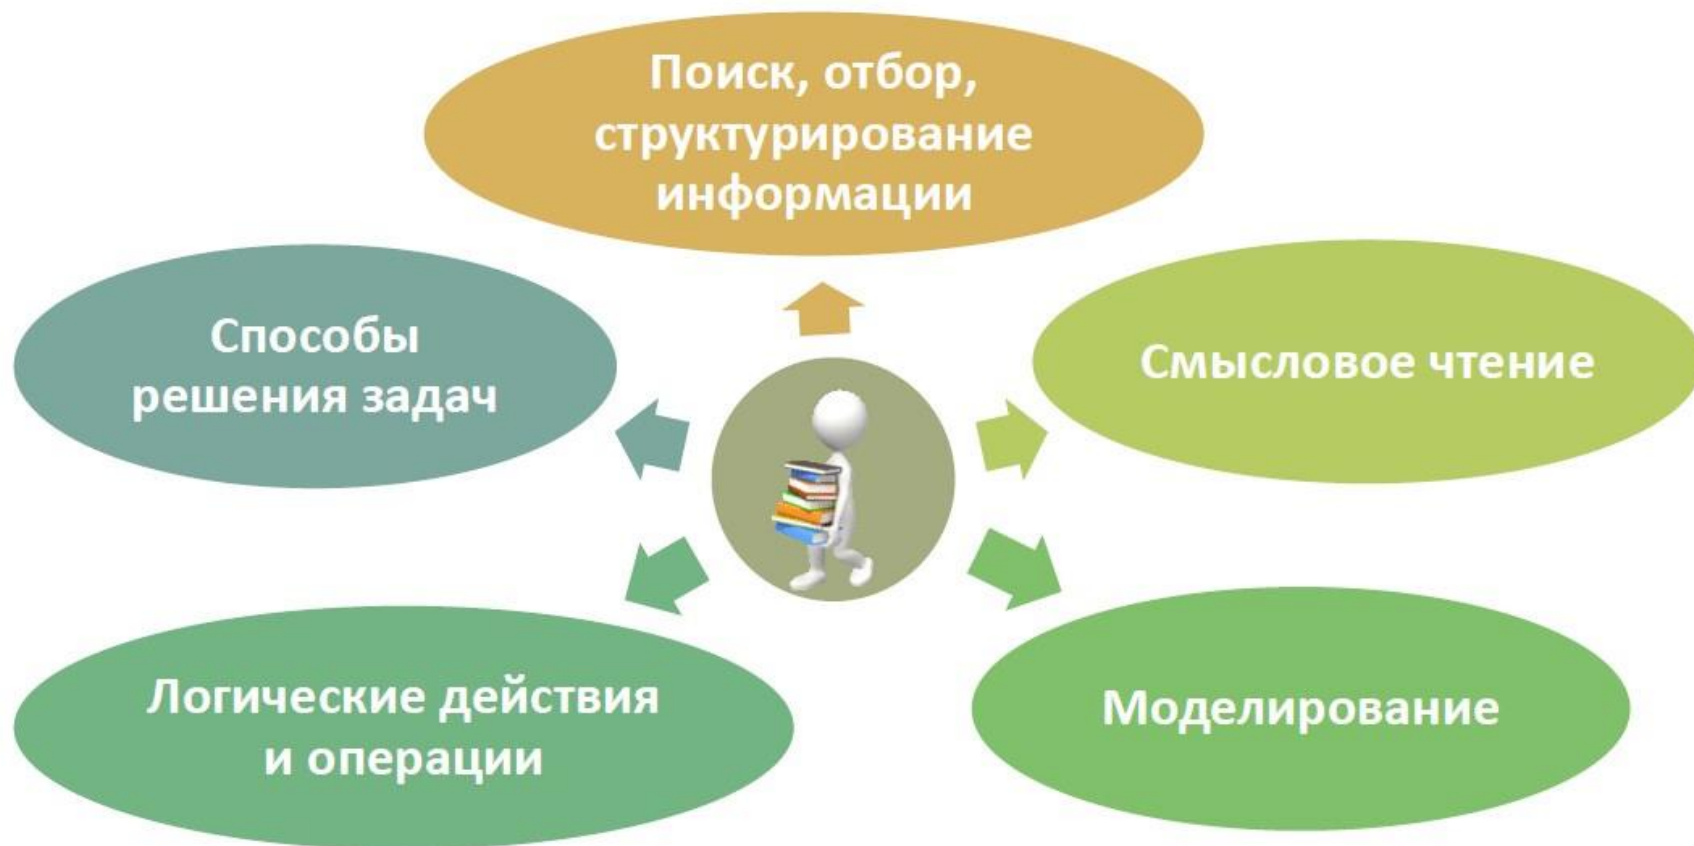 Поиск, отбор,
структурирование
информации
Способы
решения задач
Смысловое чтение
Логические действия
и операции
Моделирование